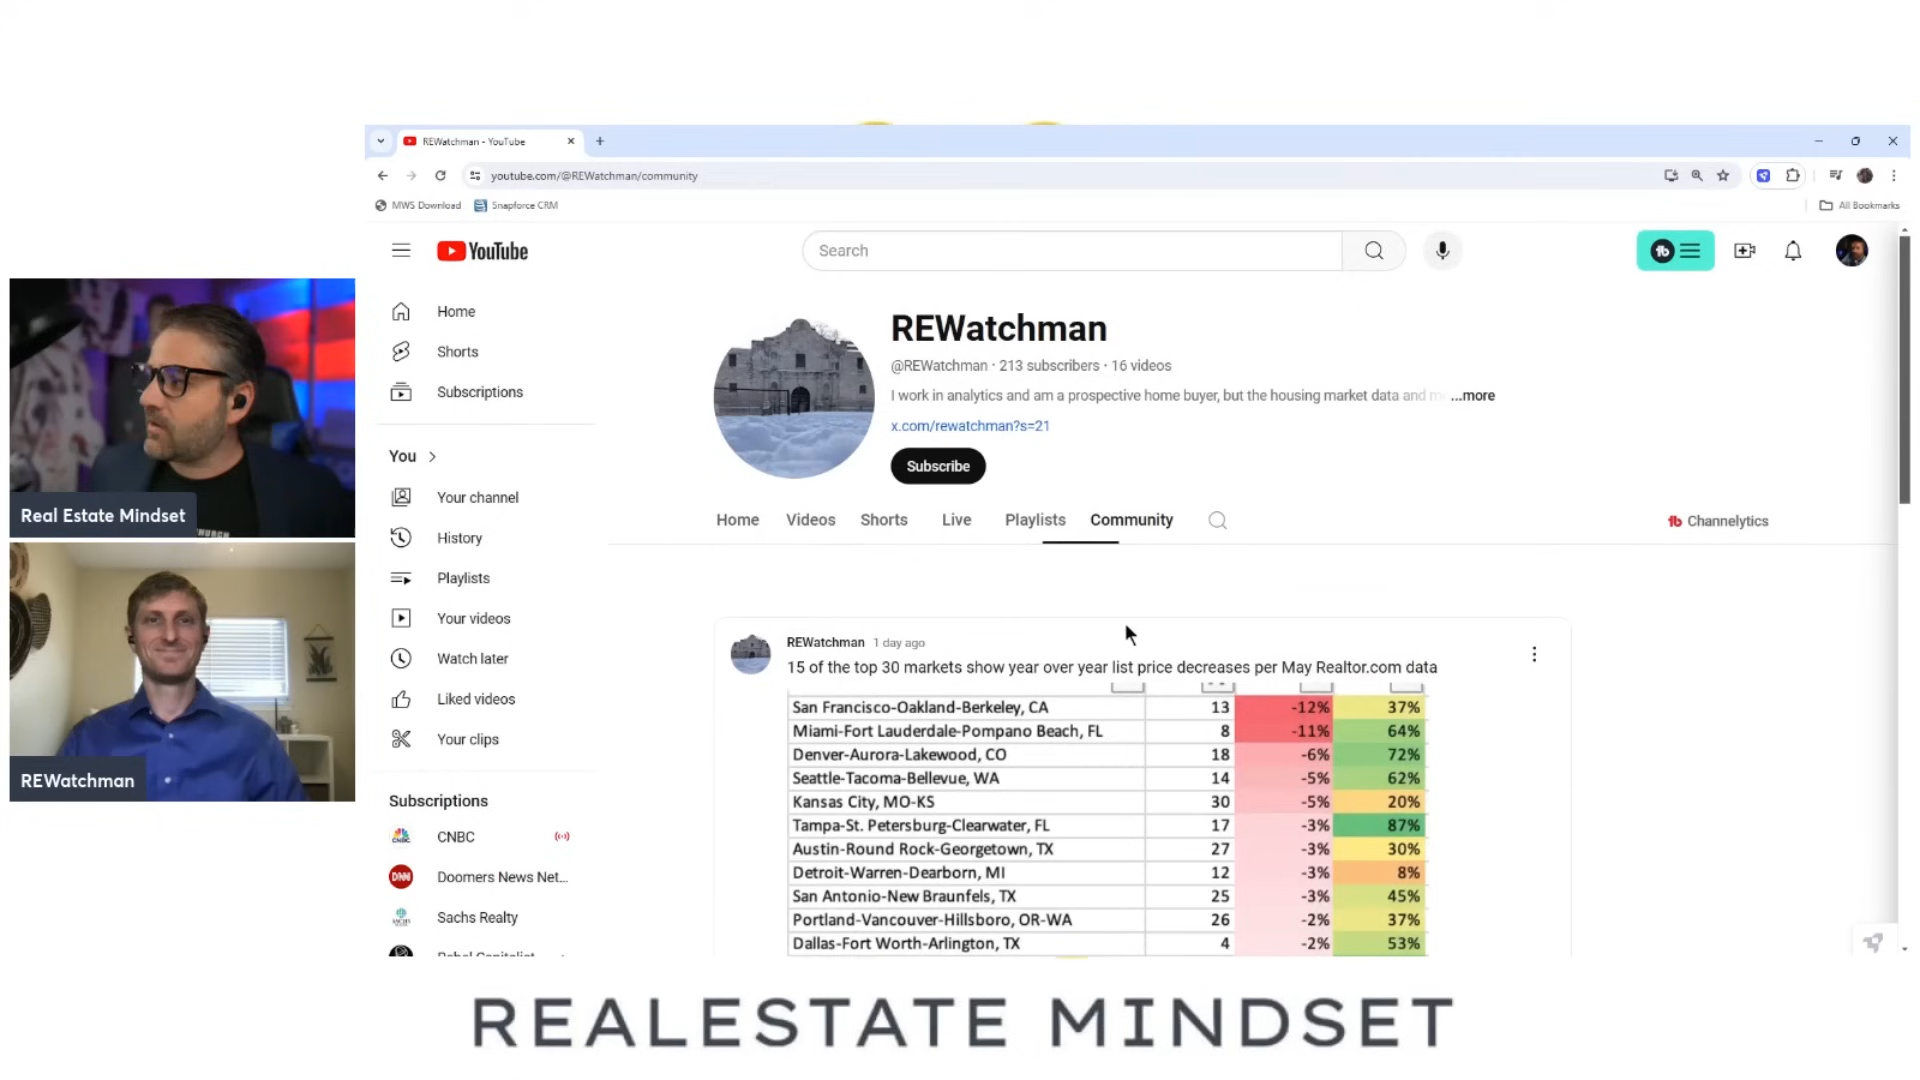 REWatchman - YouTube
youtube.com/@REWatchman/community
MWS Download
Snapforce CRM
All Bookmarks
YouTube
Search
Home
Shorts
Subscriptions
You
Your channel
History
Playlists
Your videos
Watch later
Liked videos
Your clips
Subscriptions
CNBC
DNN
Doomers News Net...
Sachs Realty
REWatchman
@REWatchman · 213 subscribers · 16 videos
I work in analytics and am a prospective home buyer, but the housing market data and ...more
x.com/rewatchman?s=21
Subscribe
Home Videos Shorts Live Playlists Community
Channelytics
REWatchman 1 day ago
15 of the top 30 markets show year over year list price decreases per May Realtor.com data
San Francisco-Oakland-Berkeley, CA 13 -12% 37%
Miami-Fort Lauderdale-Pompano Beach, FL 8 -11% 64%
Denver-Aurora-Lakewood, CO 18 -6% 72%
Seattle-Tacoma-Bellevue, WA 14 -5% 62%
Kansas City, MO-KS 30 -5% 20%
Tampa-St. Petersburg-Clearwater, FL 17 -3% 87%
Austin-Round Rock-Georgetown, TX 27 -3% 30%
Detroit-Warren-Dearborn, MI 12 -3% 8%
San Antonio-New Braunfels, TX 25 -3% 45%
Portland-Vancouver-Hillsboro, OR-WA 26 -2% 37%
Dallas-Fort Worth-Arlington, TX 4 -2% 53%
Real Estate Mindset
REWatchman
REALESTATE MINDSET